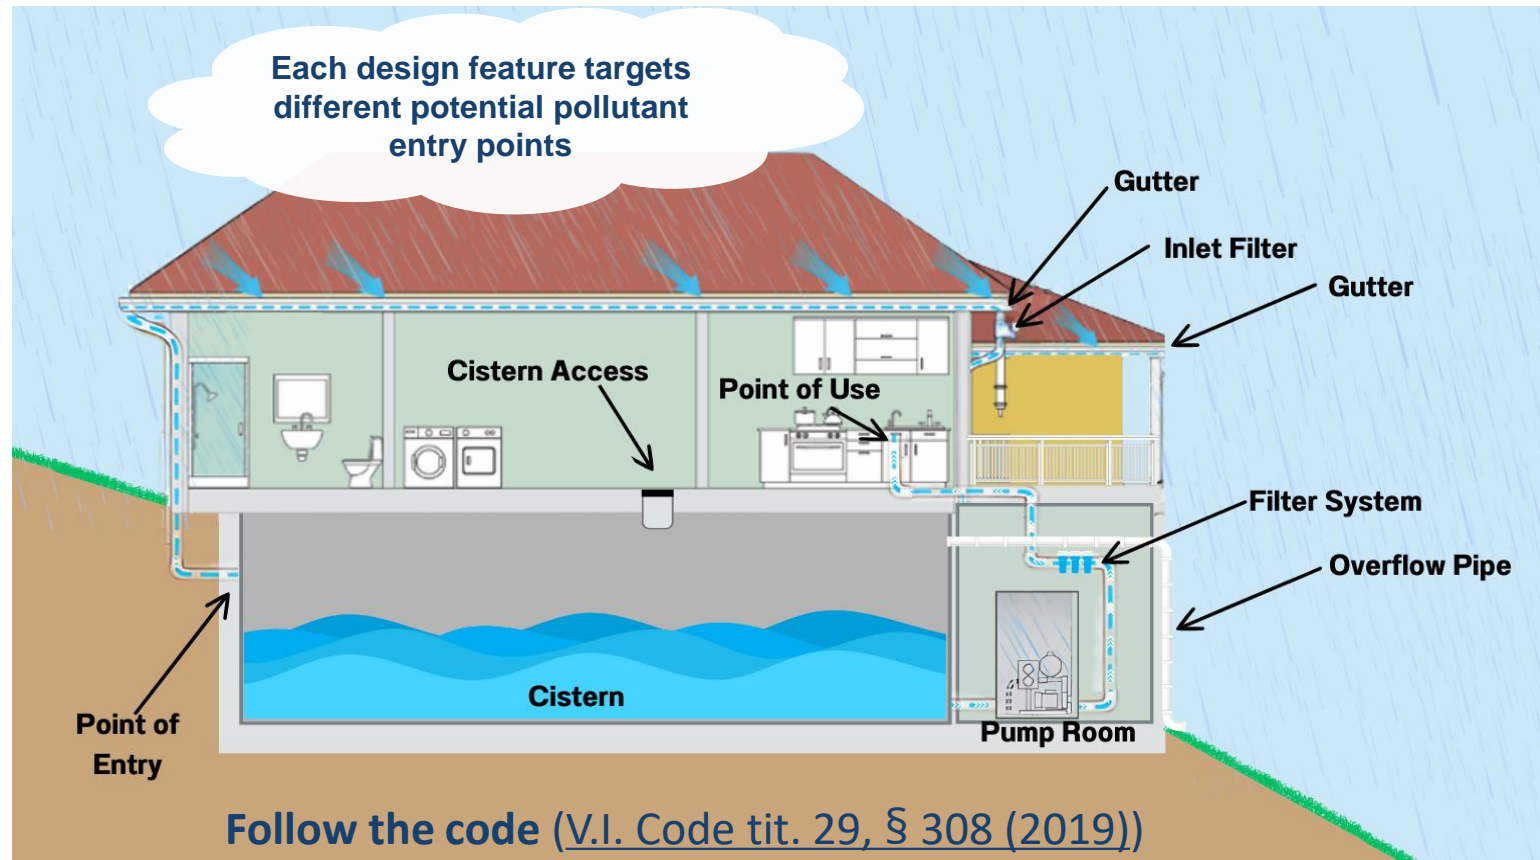 Each design feature targets
different potential pollutant
entry points
Gutter
Inlet Filter
Gutter
Cistern Access
Point of Use
Filter System
Overflow Pipe
Cistern
Point of
Entry
Pump Room
Follow the code (V.I. Code tit. 29, § 308 (2019))